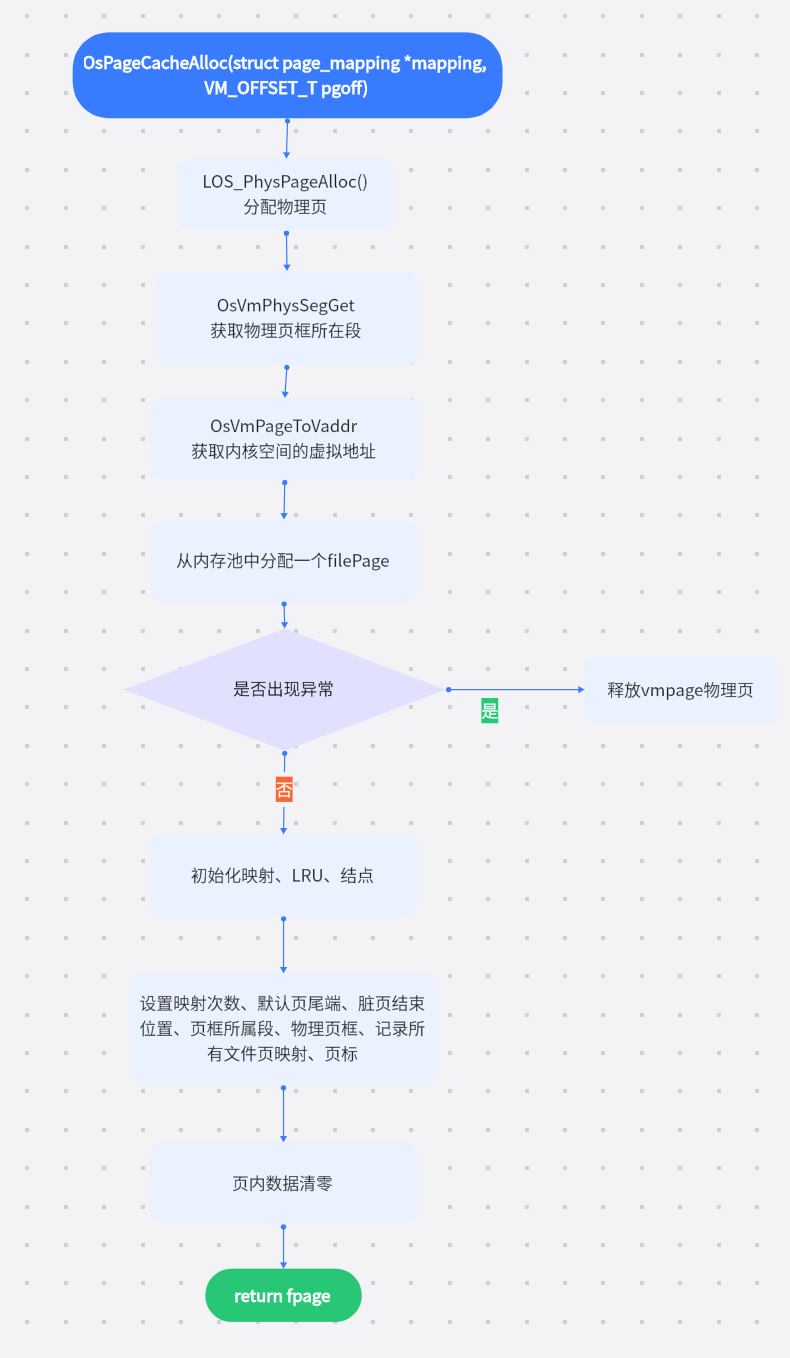 OsPageCacheAlloc(struct page_mapping *mapping,
VM_OFFSET_T pgoff)
LOS_PhysPageAlloc()
分配物理页
OsVmPhysSegGet
获取物理页框所在段
OsVmPageToVaddr
获取内核空间的虚拟地址
从内存池中分配一个filePage
是否出现异常
是
释放vmpage物理页
否
初始化映射、LRU、结点
设置映射次数、默认页尾端、脏页结束
位置、页框所属段、物理页框、记录所
有文件页映射、页标
页内数据清零
return fpage